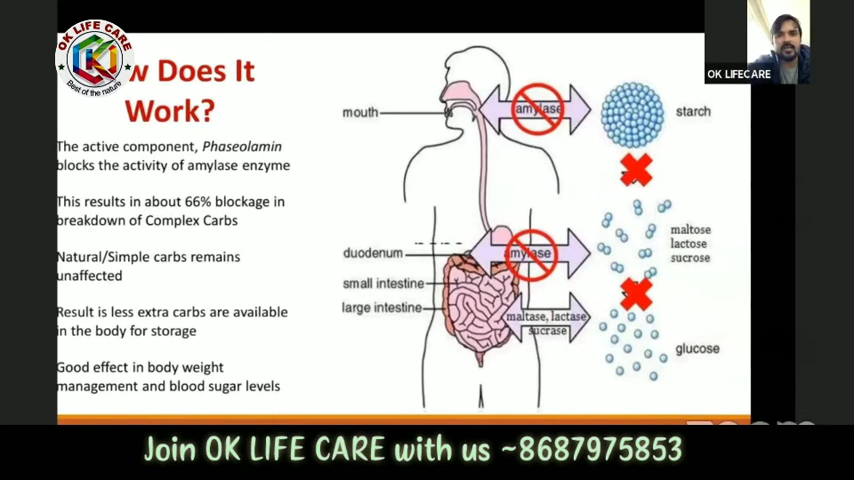 OK LIFE CARE
Best of the nature
w Does It
Work?
The active component, Phaseolamin
blocks the activity of amylase enzyme
This results in about 66% blockage in
breakdown of Complex Carbs
Natural/Simple carbs remains
unaffected
Result is less extra carbs are available
in the body for storage
Good effect in body weight
management and blood sugar levels
mouth
amylase
starch
maltose
lactose
sucrose
duodenum
amylase
small intestine
large intestine
maltase, lactase
sucrase
glucose
OK LIFECARE
zoom
Join OK LIFE CARE with us ~8687975853